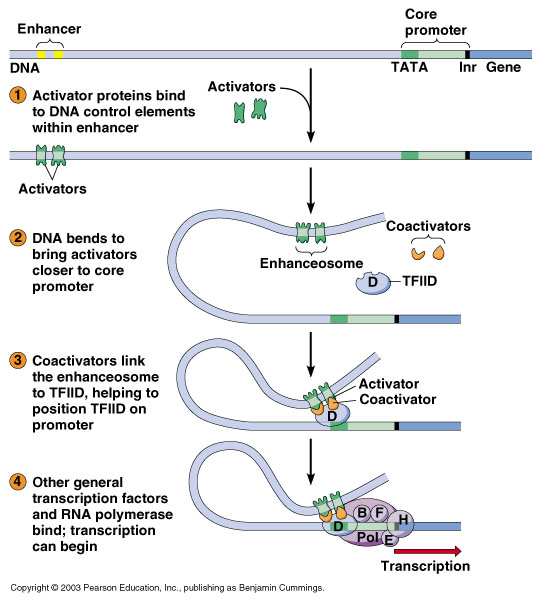 Enhancer
Core
promoter
DNA
TATA
Inr
Gene
1
Activator proteins bind
to DNA control elements
within enhancer
Activators
Activators
2
DNA bends to
bring activators
closer to core
promoter
Enhanceosome
Coactivators
D
TFIID
3
Coactivators link
the enhanceosome
to TFIID, helping to
position TFIID on
promoter
Activator
Coactivator
D
4
Other general
transcription factors
and RNA polymerase
bind; transcription
can begin
B
F
D
H
Pol
E
Transcription
Copyright © 2003 Pearson Education, Inc., publishing as Benjamin Cummings.